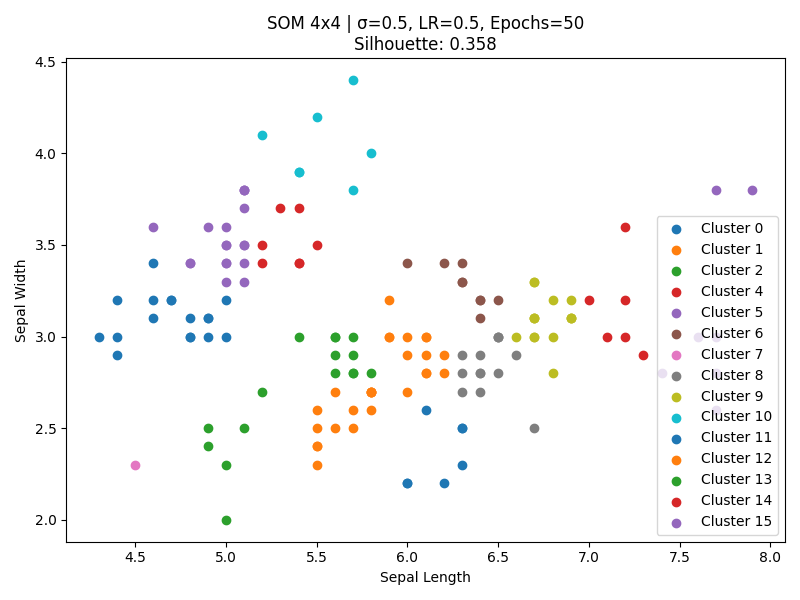 SOM 4x4 | σ=0.5, LR=0.5, Epochs=50
Silhouette: 0.358
Sepal Width
4.5
4.0
3.5
3.0
2.5
2.0
Cluster 0
Cluster 1
Cluster 2
Cluster 4
Cluster 5
Cluster 6
Cluster 7
Cluster 8
Cluster 9
Cluster 10
Cluster 11
Cluster 12
Cluster 13
Cluster 14
Cluster 15
4.5 5.0 5.5 6.0 6.5 7.0 7.5 8.0
Sepal Length